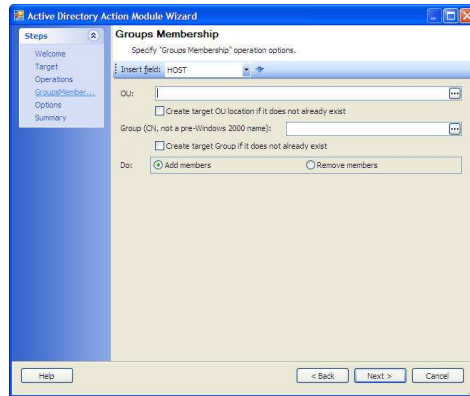 Active Directory Action Module Wizard
Steps
Welcome
Target
Operations
GroupsMember...
Options
Summary
Groups Membership
Specify "Groups Membership" operation options.
Insert field: HOST
OU:
Create target OU location if it does not already exist
Group (CN, not a pre-Windows 2000 name):
Create target Group if it does not already exist
Do: Add members Remove members
Help < Back Next > Cancel